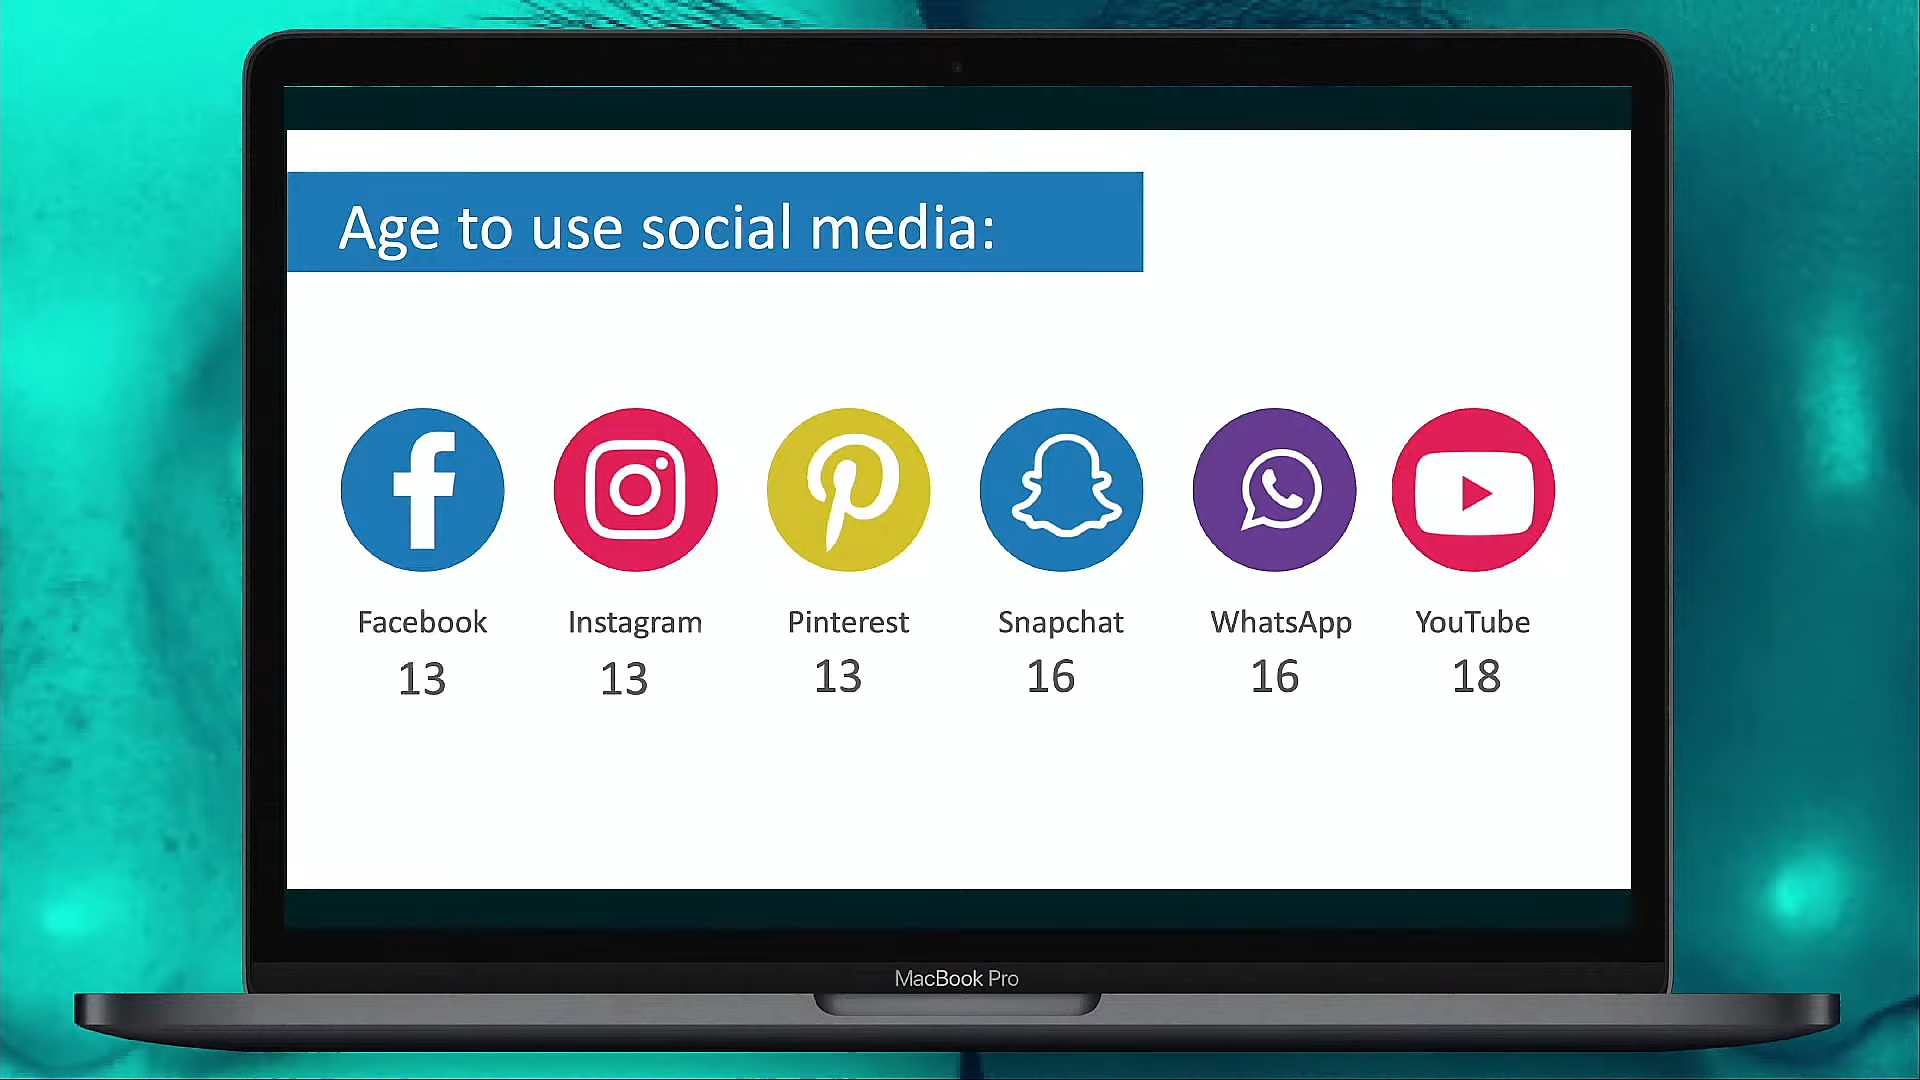 Age to use social media:
Facebook Instagram Pinterest Snapchat WhatsApp YouTube
13 13 13 16 16 18
MacBook Pro